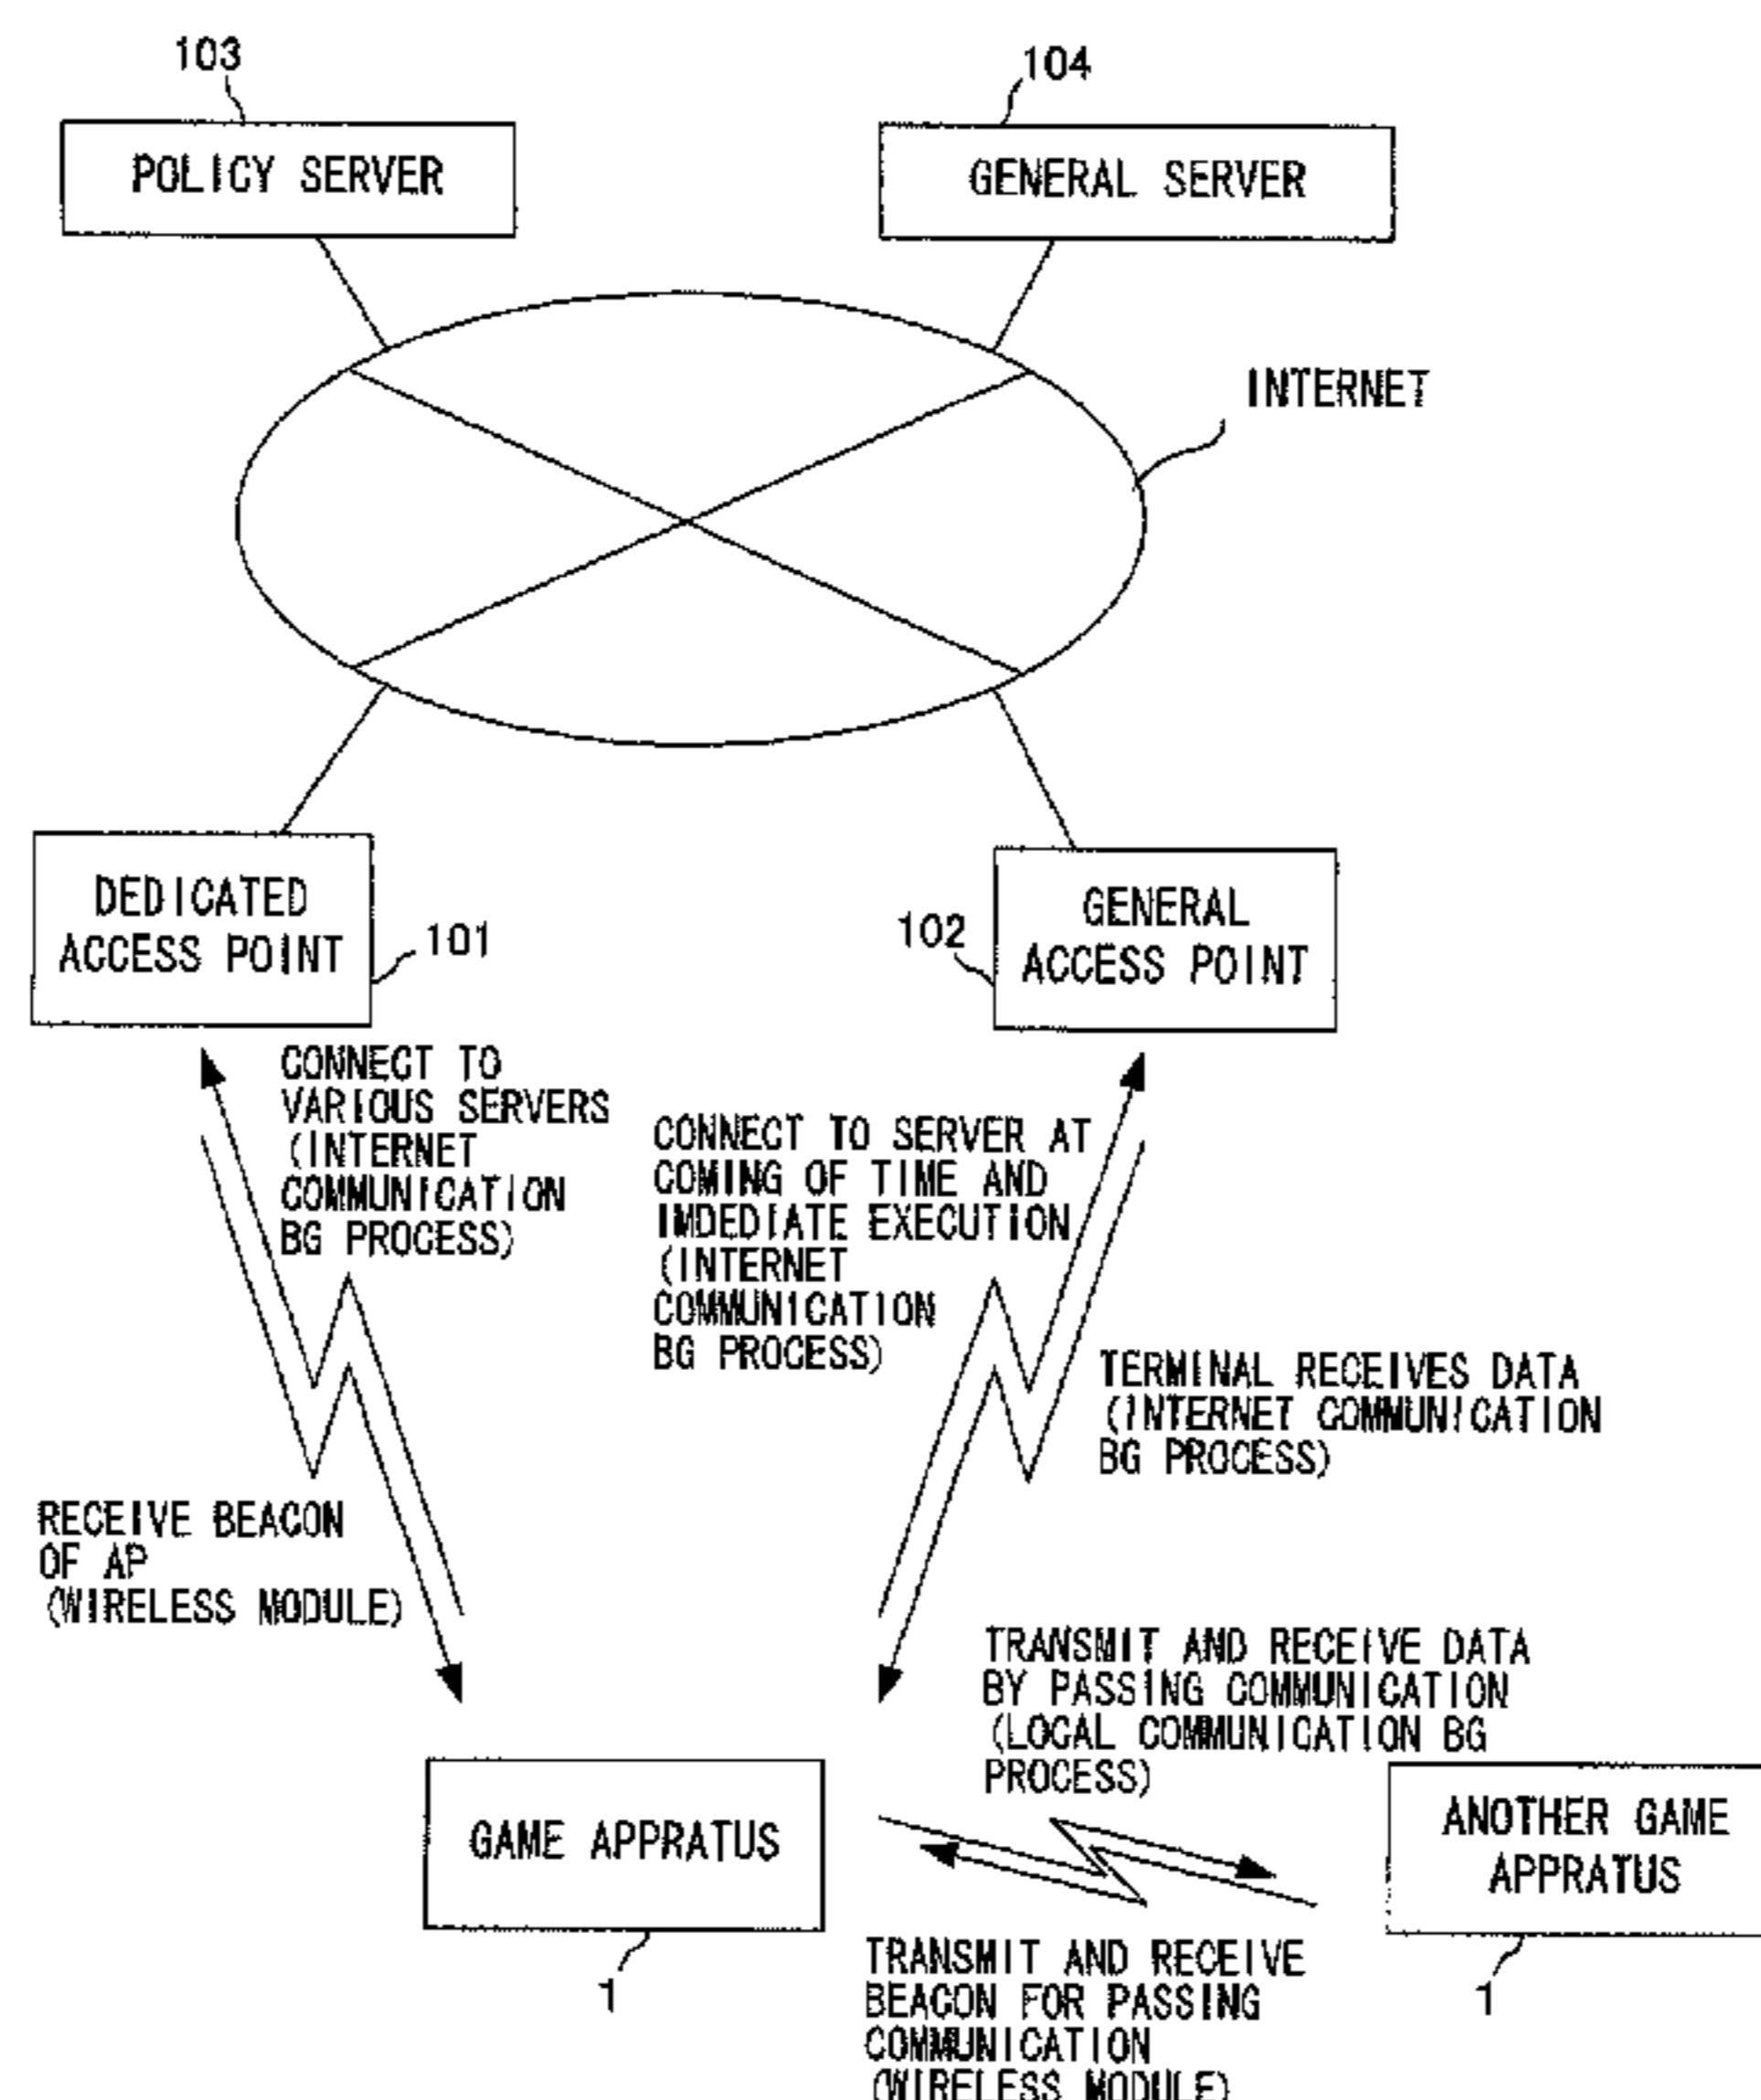 103
104
POLICY SERVER
GENERAL SERVER
INTERNET
DEDICATED
ACCESS POINT
101
102
GENERAL
ACCESS POINT
CONNECT TO
VARIOUS SERVERS
(INTERNET
COMMUNICATION
BG PROCESS)
CONNECT TO SERVER AT
COMING OF TIME AND
IMDEDIATE EXECUTION
(INTERNET
COMMUNICATION
BG PROCESS)
TERMINAL RECEIVES DATA
(INTERNET COMMUNICATION
BG PROCESS)
RECEIVE BEACON
OF AP
(WIRELESS MODULE)
TRANSMIT AND RECEIVE DATA
BY PASSING COMMUNICATION
(LOCAL COMMUNICATION BG
PROCESS)
GAME APPRATUS
ANOTHER GAME
APPRATUS
1
1
TRANSMIT AND RECEIVE
BEACON FOR PASSING
COMMUNICATION
(WIRELESS MODULE)